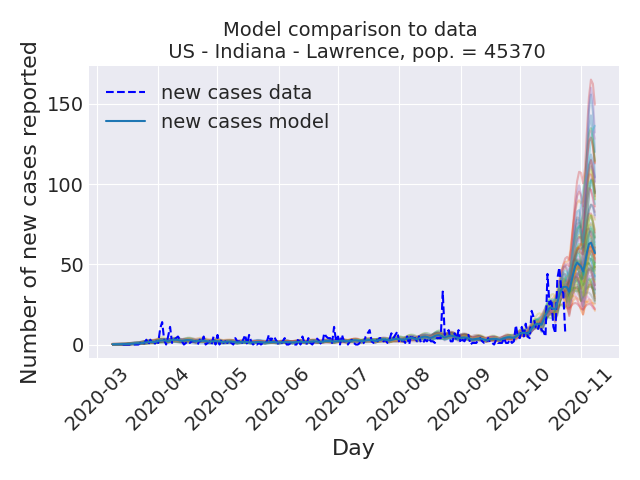 Model comparison to data
US - Indiana - Lawrence, pop. = 45370
Number of new cases reported
150
100
50
0
new cases data
new cases model
2020-03
2020-04
2020-05
2020-06
2020-07
2020-08
2020-09
2020-10
2020-11
Day